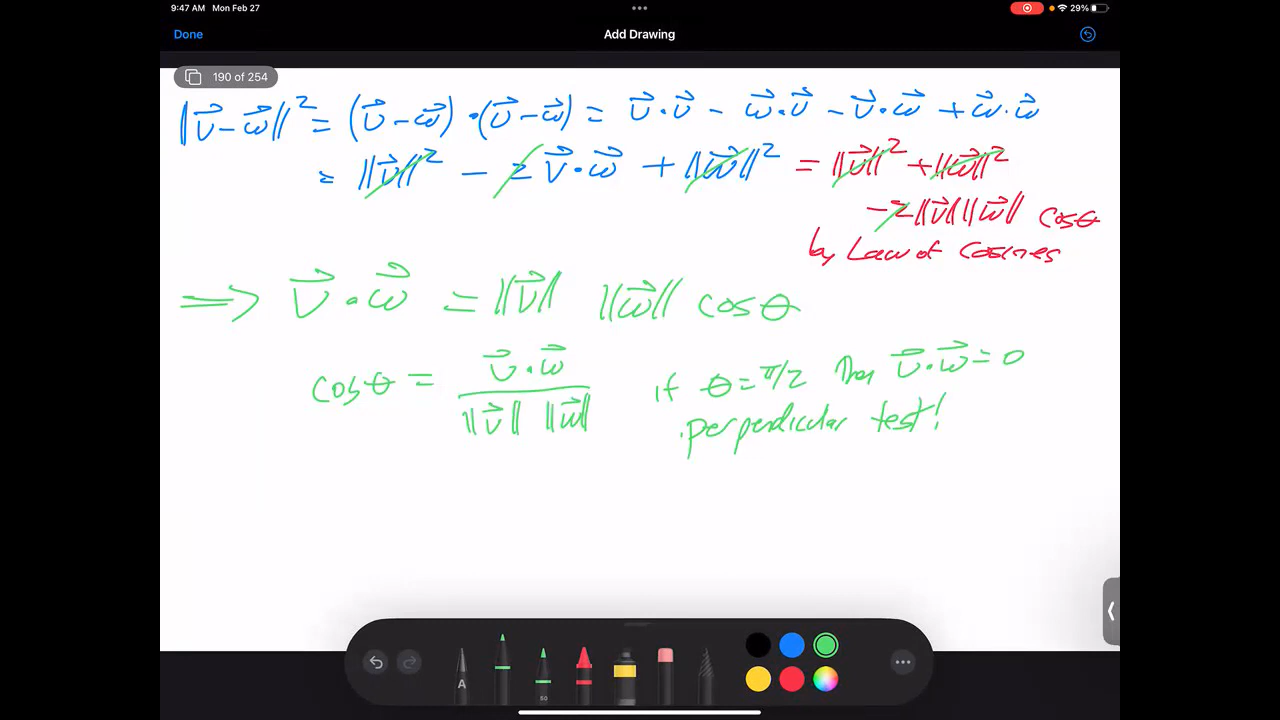 9:47 AM Mon Feb 27
29%
Done
Add Drawing
190 of 254
‖v⃗-w⃗‖² = (v⃗-w⃗)·(v⃗-w⃗) = v⃗·v⃗ - w⃗·v⃗ - v⃗·w⃗ + w⃗·w⃗
= ‖v⃗‖² - 2 v⃗·w⃗ + ‖w⃗‖² = ‖v⃗‖² + ‖w⃗‖²
-2‖v⃗‖‖w⃗‖ cosθ
by Law of Cosines
⟹ v⃗·w⃗ = ‖v⃗‖ ‖w⃗‖ cosθ
cosθ = v⃗·w⃗ / ‖v⃗‖ ‖w⃗‖
if θ = π/2 then v⃗·w⃗ = 0
perpendicular test!
A
50